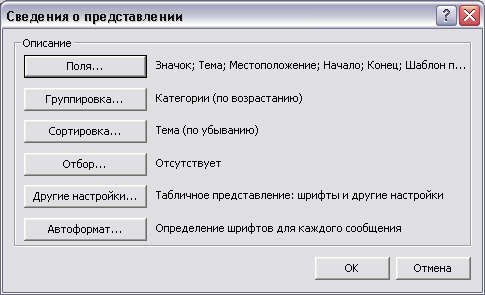 Сведения о представлении
Описание
Поля... Значок; Тема; Местоположение; Начало; Конец; Шаблон п...
Группировка... Категории (по возрастанию)
Сортировка... Тема (по убыванию)
Отбор... Отсутствует
Другие настройки... Табличное представление: шрифты и другие настройки
Автоформат... Определение шрифтов для каждого сообщения
ОК Отмена